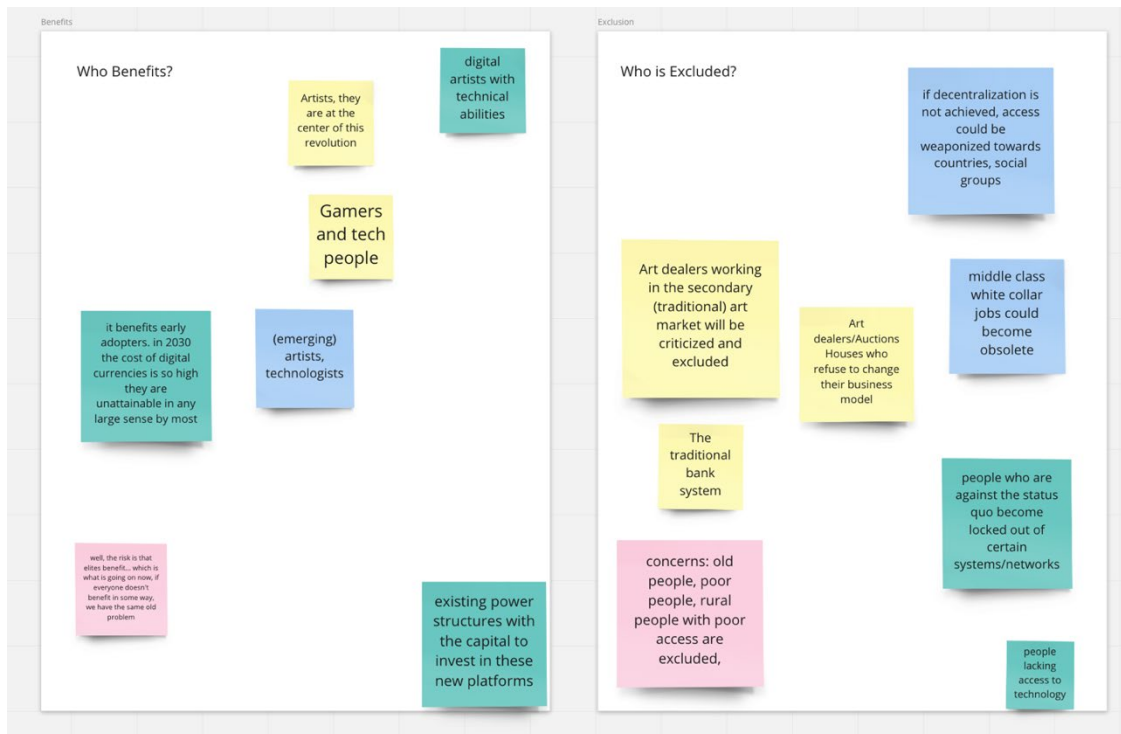 Benefits
Who Benefits?
Artists, they
are at the
center of this
revolution
digital
artists with
technical
abilities
Gamers
and tech
people
it benefits early
adopters. in 2030
the cost of digital
currencies is so high
they are
unattainable in any
large sense by most
(emerging)
artists,
technologists
well, the risk is that
elites benefit... which is
what is going on now, if
everyone doesn't
benefit in some way,
we have the same old
problem
existing power
structures with
the capital to
invest in these
new platforms
Exclusion
Who is Excluded?
if decentralization is
not achieved, access
could be
weaponized towards
countries, social
groups
Art dealers working
in the secondary
(traditional) art
market will be
criticized and
excluded
Art
dealers/Auctions
Houses who
refuse to change
their business
model
middle class
white collar
jobs could
become
obsolete
The
traditional
bank
system
people who are
against the status
quo become
locked out of
certain
systems/networks
concerns: old
people, poor
people, rural
people with poor
access are
excluded,
people
lacking
access to
technology